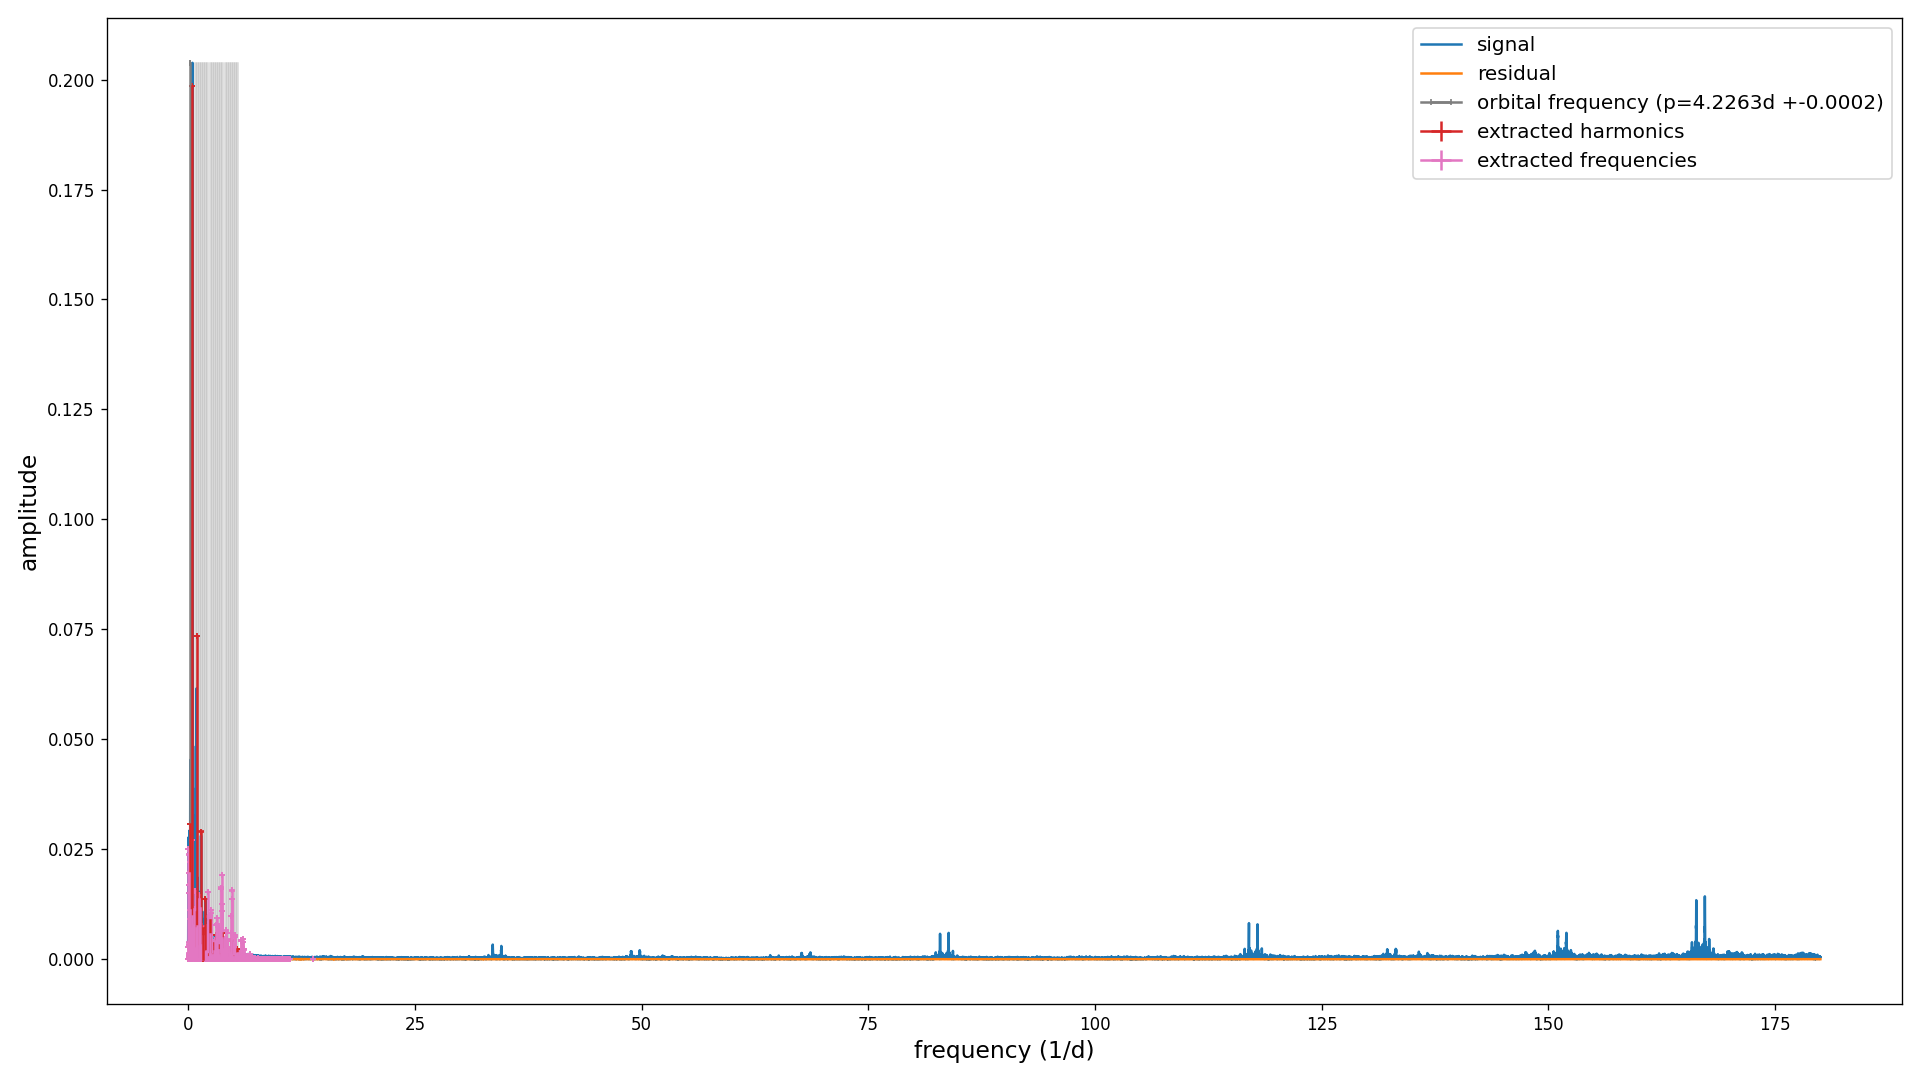 signal
residual
orbital frequency (p=4.2263d +-0.0002)
extracted harmonics
extracted frequencies
amplitude
0.200
0.175
0.150
0.125
0.100
0.075
0.050
0.025
0.000
0 25 50 75 100 125 150 175
frequency (1/d)